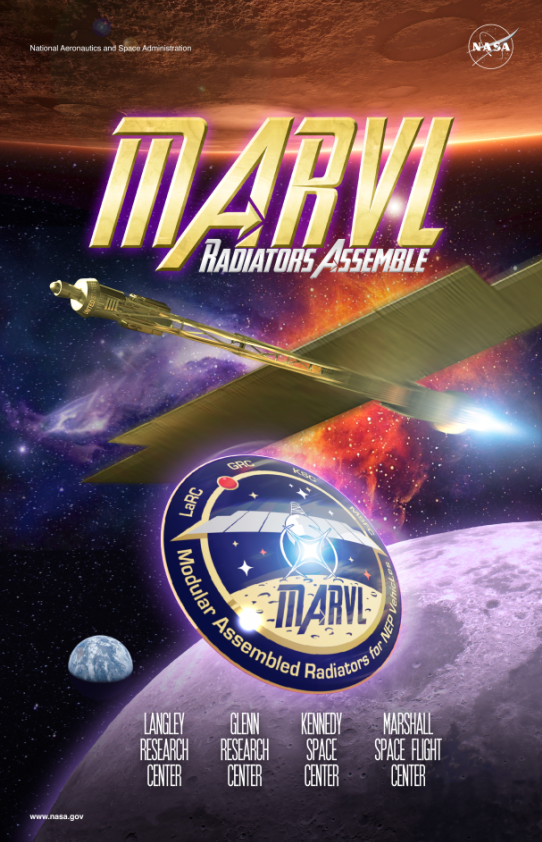 National Aeronautics and Space Administration
NASA
MARVL
RADIATORS ASSEMBLE
LaRC
GRC
KSC
MSFC
MARVL
Modular Assembled Radiators for NEP Vehicles
LANGLEY
RESEARCH
CENTER
GLENN
RESEARCH
CENTER
KENNEDY
SPACE
CENTER
MARSHALL
SPACE FLIGHT
CENTER
www.nasa.gov